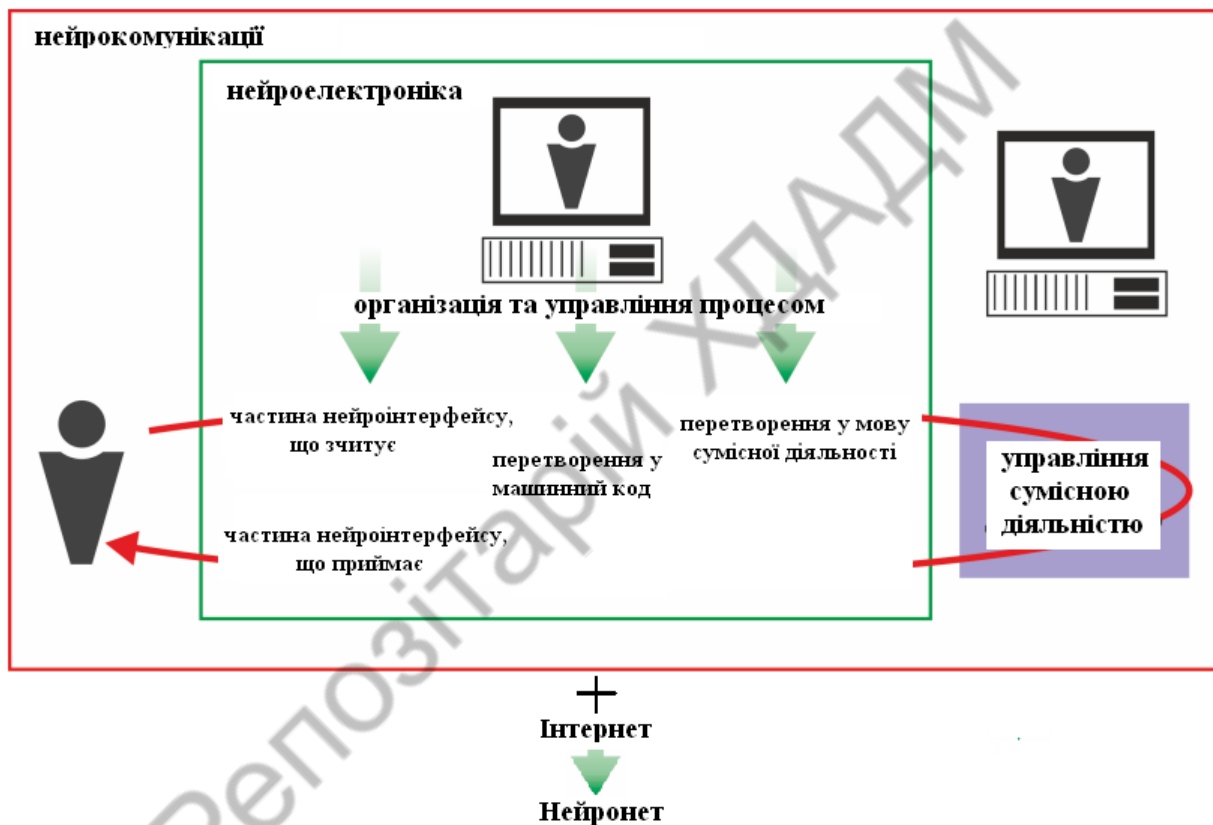 нейрокомунікації
нейроелектроніка
організація та управління процесом
частина нейроінтерфейсу,
що зчитує
перетворення у
машинний код
перетворення у мову
сумісної діяльності
управління
сумісною
діяльністю
частина нейроінтерфейсу,
що приймає
+
Інтернет
Нейронет
Репозітарій ХДАДМ